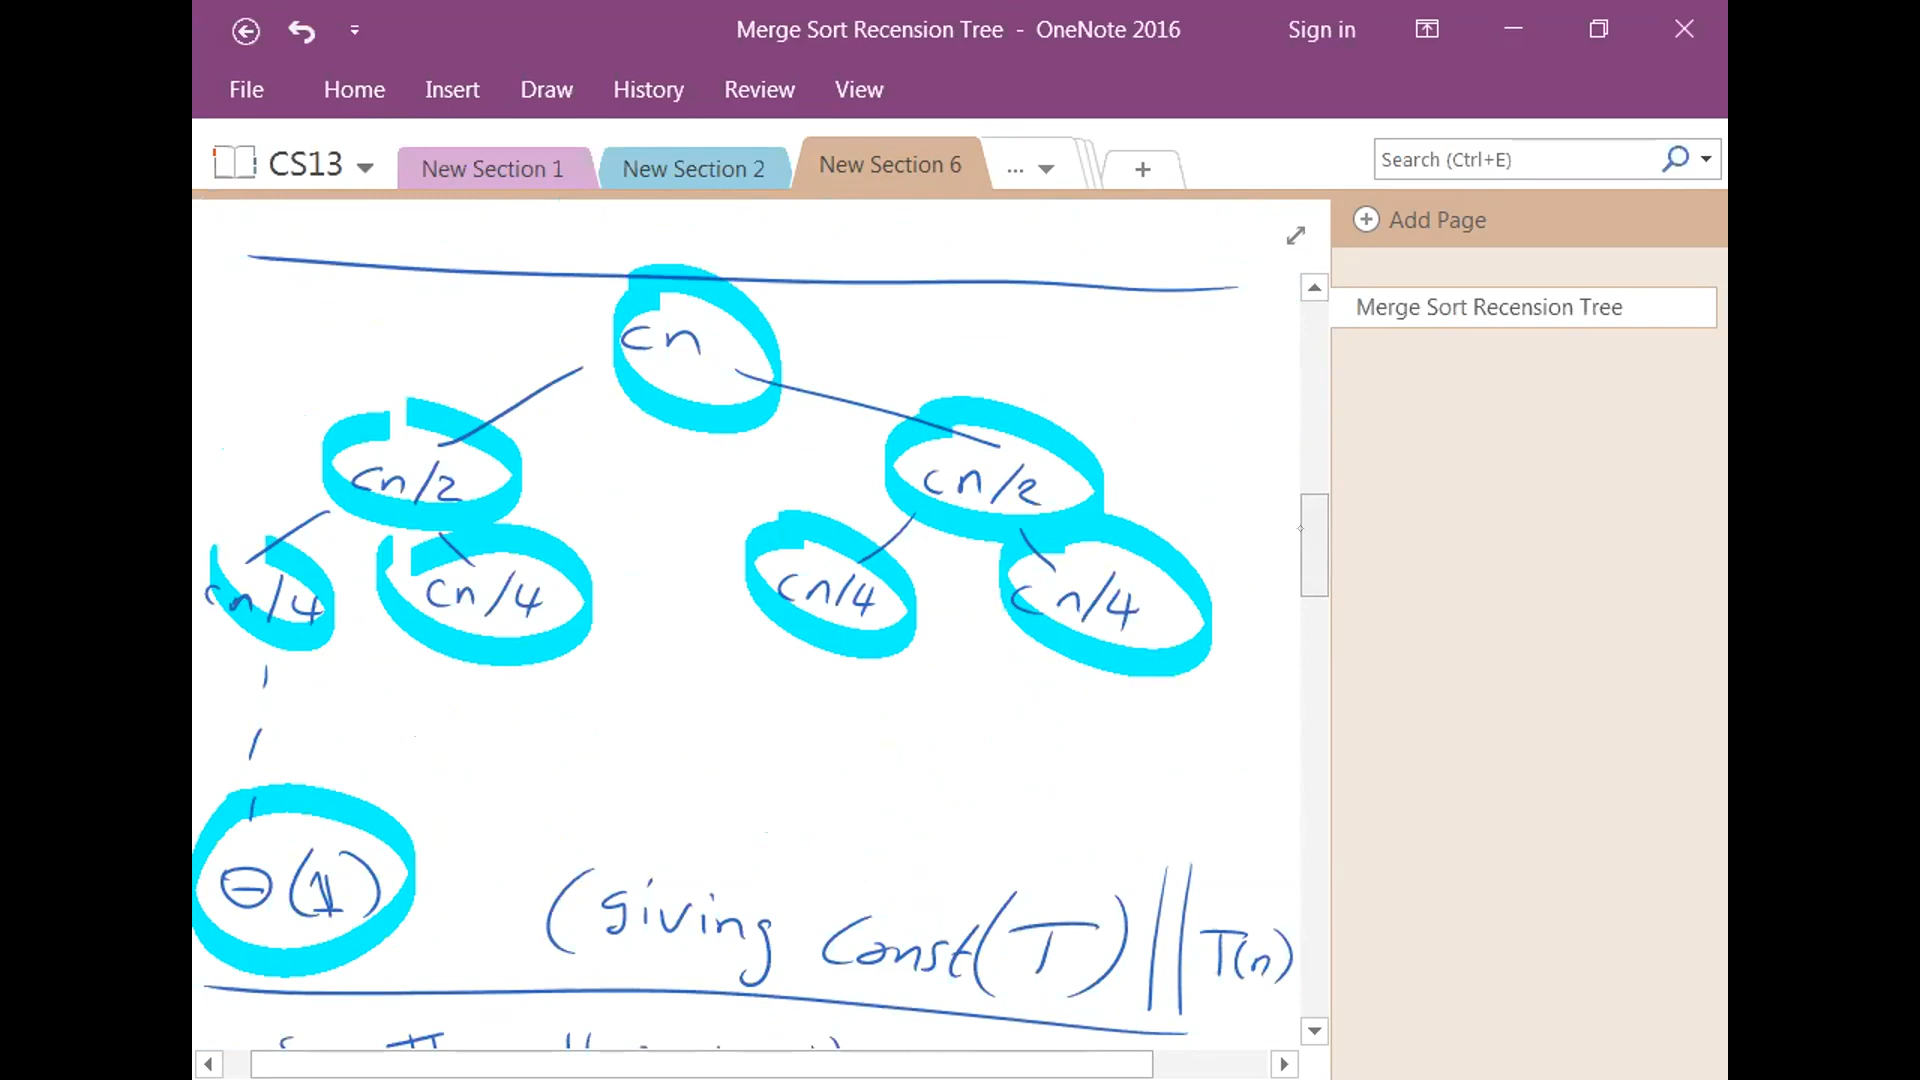 Merge Sort Recension Tree - OneNote 2016
Sign in
File Home Insert Draw History Review View
CS13 New Section 1 New Section 2 New Section 6 ... +
Search (Ctrl+E)
Add Page
Merge Sort Recension Tree
cn
cn/2 cn/2
cn/4 cn/4 cn/4 cn/4
Θ(1)
(giving Const(T) || T(n)